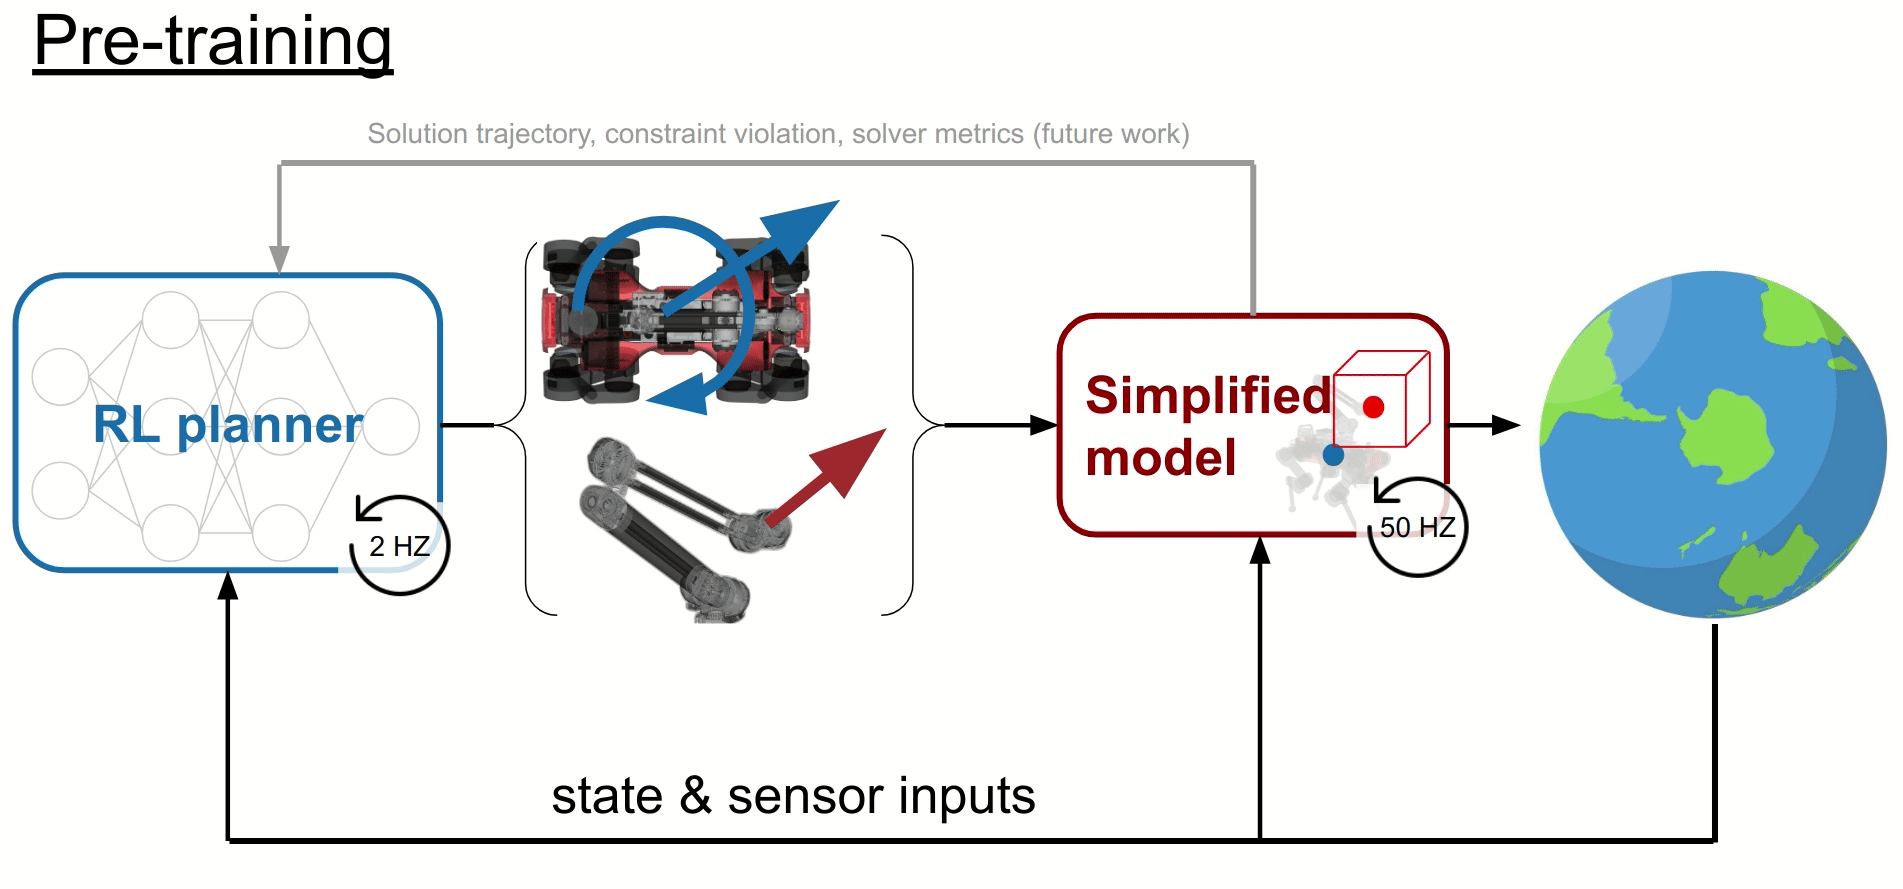 Pre-training
Solution trajectory, constraint violation, solver metrics (future work)
RL planner
2 HZ
Simplified
model
50 HZ
state & sensor inputs